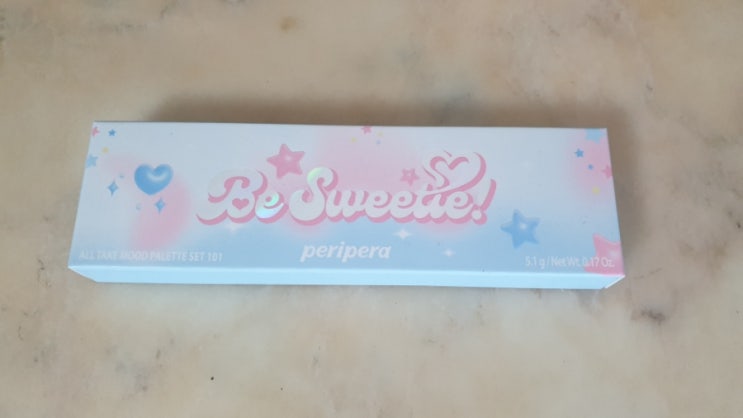 Be Sweetie!
peripera
ALL TAKE MOOD PALETTE SET 101
5.1 g / Net Wt. 0.17 Oz.